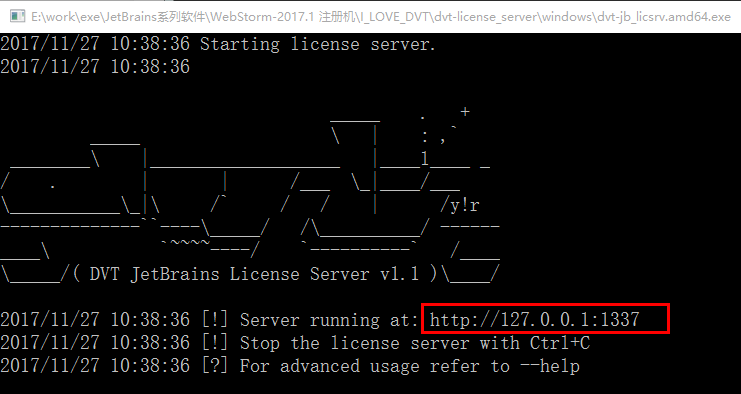 E:\work\exe\JetBrains系列软件\WebStorm-2017.1 注册机\I_LOVE_DVT\dvt-license_server\windows\dvt-jb_licsrv.amd64.exe
2017/11/27 10:38:36 Starting license server.
2017/11/27 10:38:36
/y!r
( DVT JetBrains License Server v1.1 )
2017/11/27 10:38:36 [!] Server running at: http://127.0.0.1:1337
2017/11/27 10:38:36 [!] Stop the license server with Ctrl+C
2017/11/27 10:38:36 [?] For advanced usage refer to --help